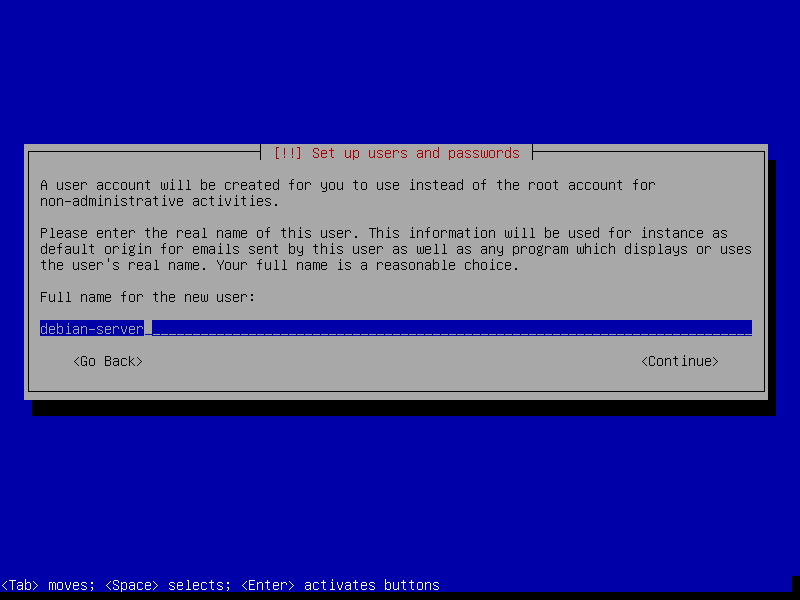 [!!] Set up users and passwords
A user account will be created for you to use instead of the root account for
non-administrative activities.
Please enter the real name of this user. This information will be used for instance as
default origin for emails sent by this user as well as any program which displays or uses
the user's real name. Your full name is a reasonable choice.
Full name for the new user:
debian-server
<Go Back> <Continue>
<Tab> moves; <Space> selects; <Enter> activates buttons